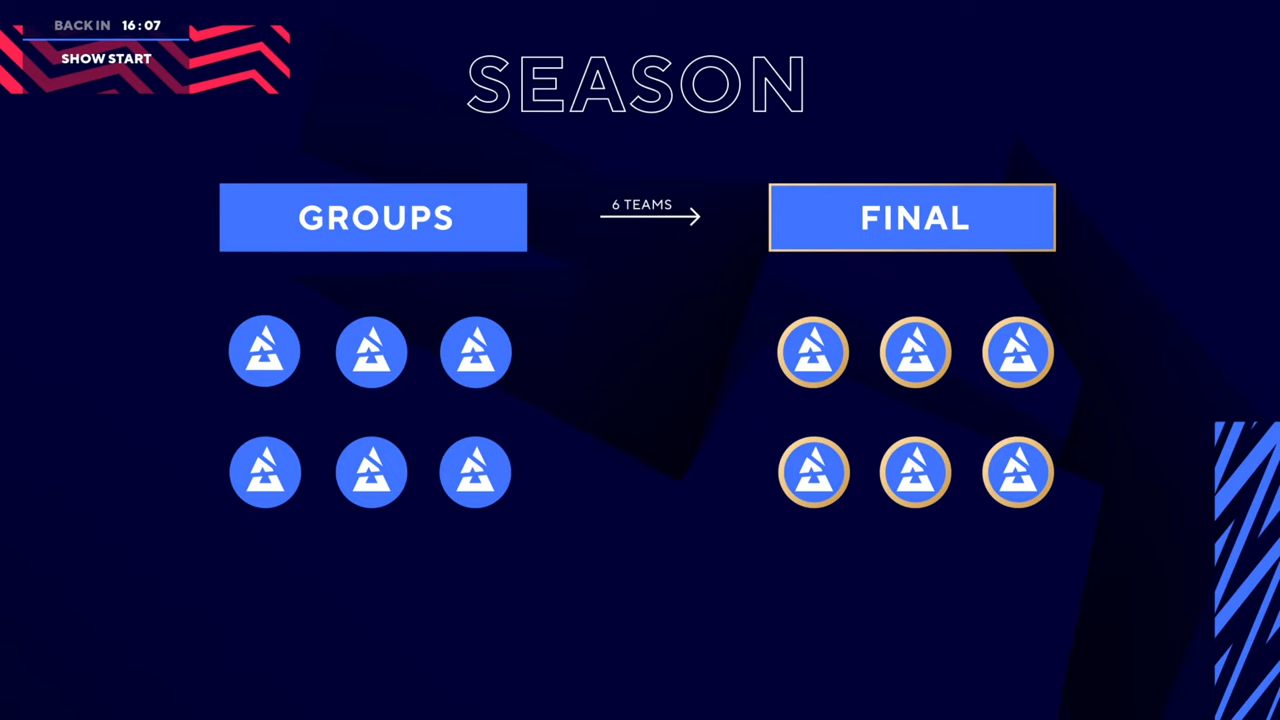 BACK IN 16:07
SHOW START
SEASON
GROUPS
6 TEAMS
FINAL